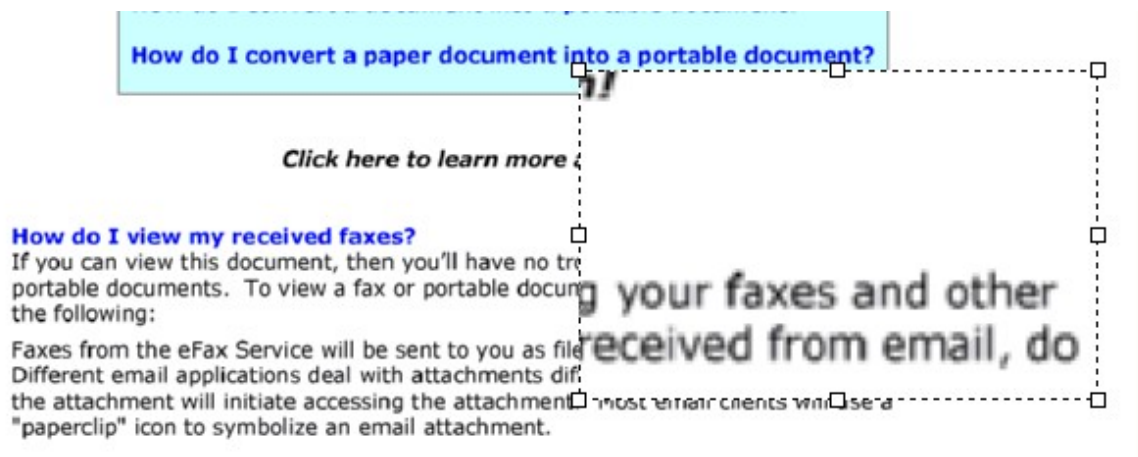 How do I convert a paper document into a portable document?
n!
Click here to learn more
How do I view my received faxes?
If you can view this document, then you'll have no
portable documents. To view a fax or portable
g your faxes and other
the following:
received from email, do
Faxes from the eFax Service will be sent to you as
Different email applications deal with attachments
the attachment will initiate accessing the attachment
"paperclip" icon to symbolize an email attachment.